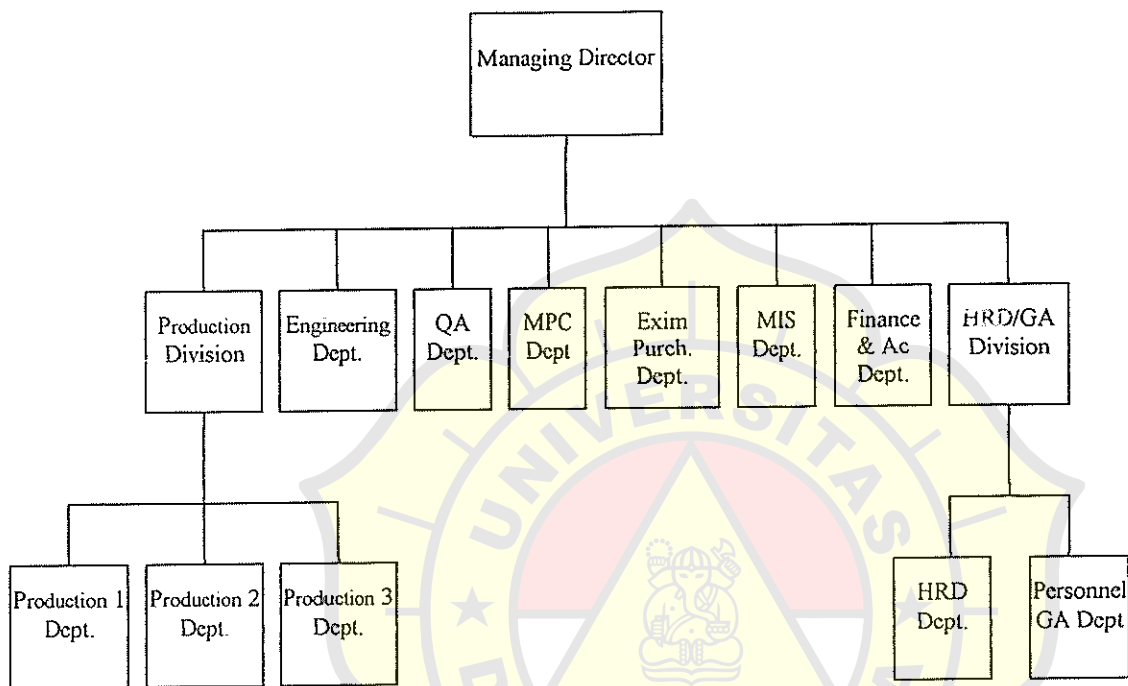 Managing Director
Production
Division
Engineering
Dept.
QA
Dept.
MPC
Dept
Exim
Purch.
Dept.
MIS
Dept.
Finance
& Ac
Dept.
HRD/GA
Division
Production 1
Dept.
Production 2
Dept.
Production 3
Dept.
HRD
Dept.
Personnel
GA Dept
UNIVERSITAS